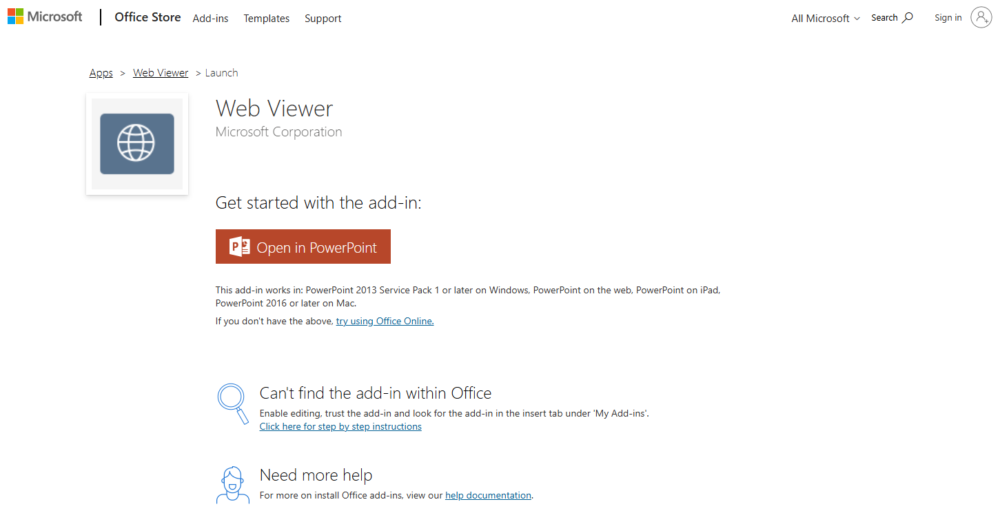 Microsoft Office Store Add-ins Templates Support All Microsoft Search Sign in
Apps > Web Viewer > Launch
Web Viewer
Microsoft Corporation
Get started with the add-in:
P Open in PowerPoint
This add-in works in: PowerPoint 2013 Service Pack 1 or later on Windows, PowerPoint on the web, PowerPoint on iPad,
PowerPoint 2016 or later on Mac.
If you don't have the above, try using Office Online.
Can't find the add-in within Office
Enable editing, trust the add-in and look for the add-in in the insert tab under 'My Add-ins'.
Click here for step by step instructions
Need more help
For more on install Office add-ins, view our help documentation.